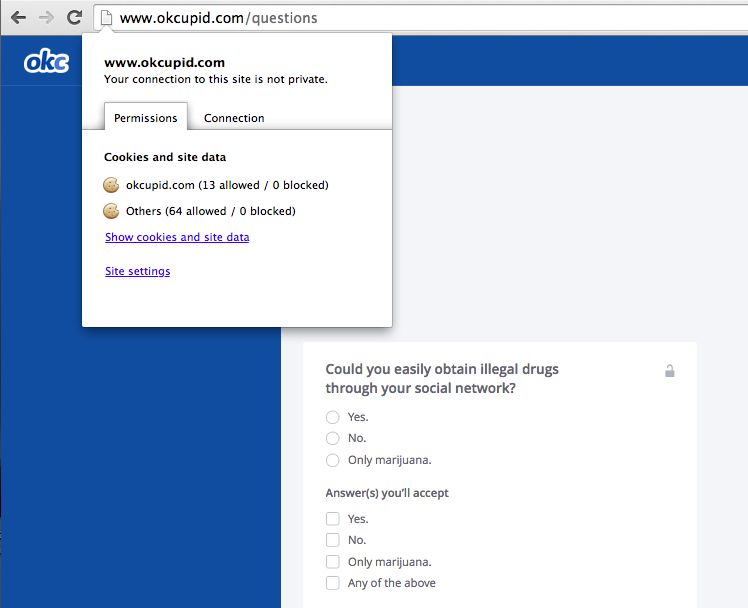 www.okcupid.com/questions
okc
www.okcupid.com
Your connection to this site is not private.
Permissions
Connection
Cookies and site data
okcupid.com (13 allowed / 0 blocked)
Others (64 allowed / 0 blocked)
Show cookies and site data
Site settings
Could you easily obtain illegal drugs
through your social network?
Yes.
No.
Only marijuana.
Answer(s) you'll accept
Yes.
No.
Only marijuana.
Any of the above